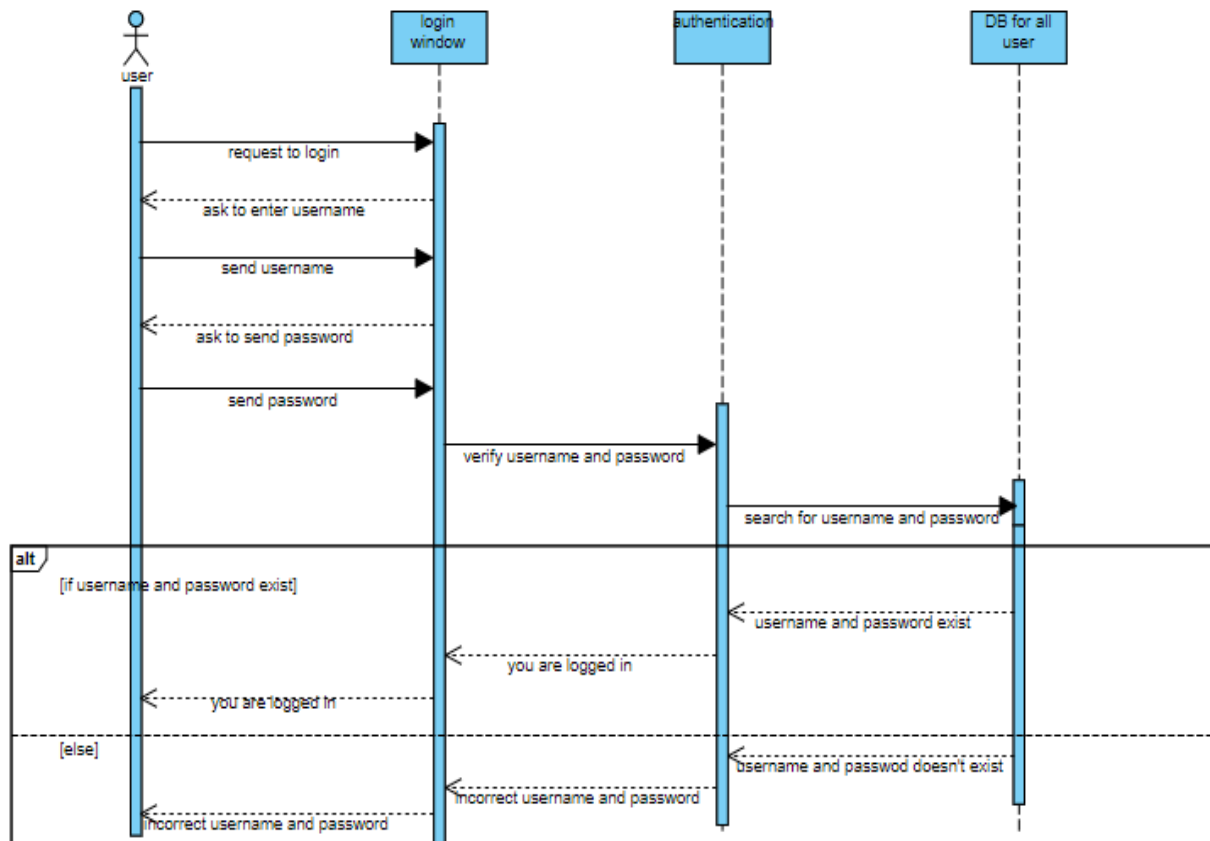 login
window
authentication
DB for all
user
user
request to login
ask to enter username
send username
ask to send password
send password
verify username and password
search for username and password
alt
[if username and password exist]
username and password exist
you are logged in
you are logged in
[else]
username and passwod doesn't exist
incorrect username and password
incorrect username and password